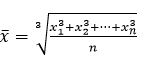 x̄ = ∛((x₁³ + x₂³ + ⋯ + xₙ³) / n)